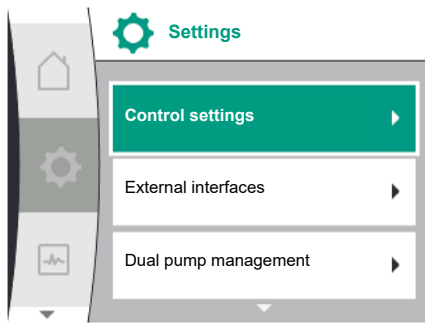 Settings
Control settings
External interfaces
Dual pump management